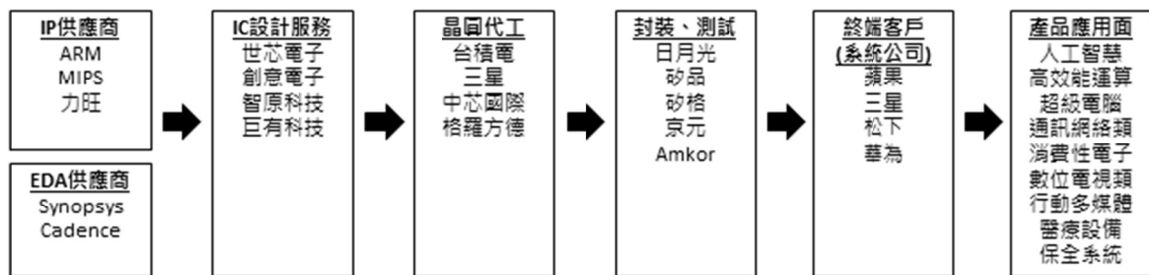 IP供應商
ARM
MIPS
力旺
EDA供應商
Synopsys
Cadence
IC設計服務
世芯電子
創意電子
智原科技
巨有科技
晶圓代工
台積電
三星
中芯國際
格羅方德
封裝、測試
日月光
矽品
矽格
京元
Amkor
終端客戶
(系統公司)
蘋果
三星
松下
華為
產品應用面
人工智慧
高效能運算
超級電腦
通訊網絡類
消費性電子
數位電視類
行動多媒體
醫療設備
保全系統